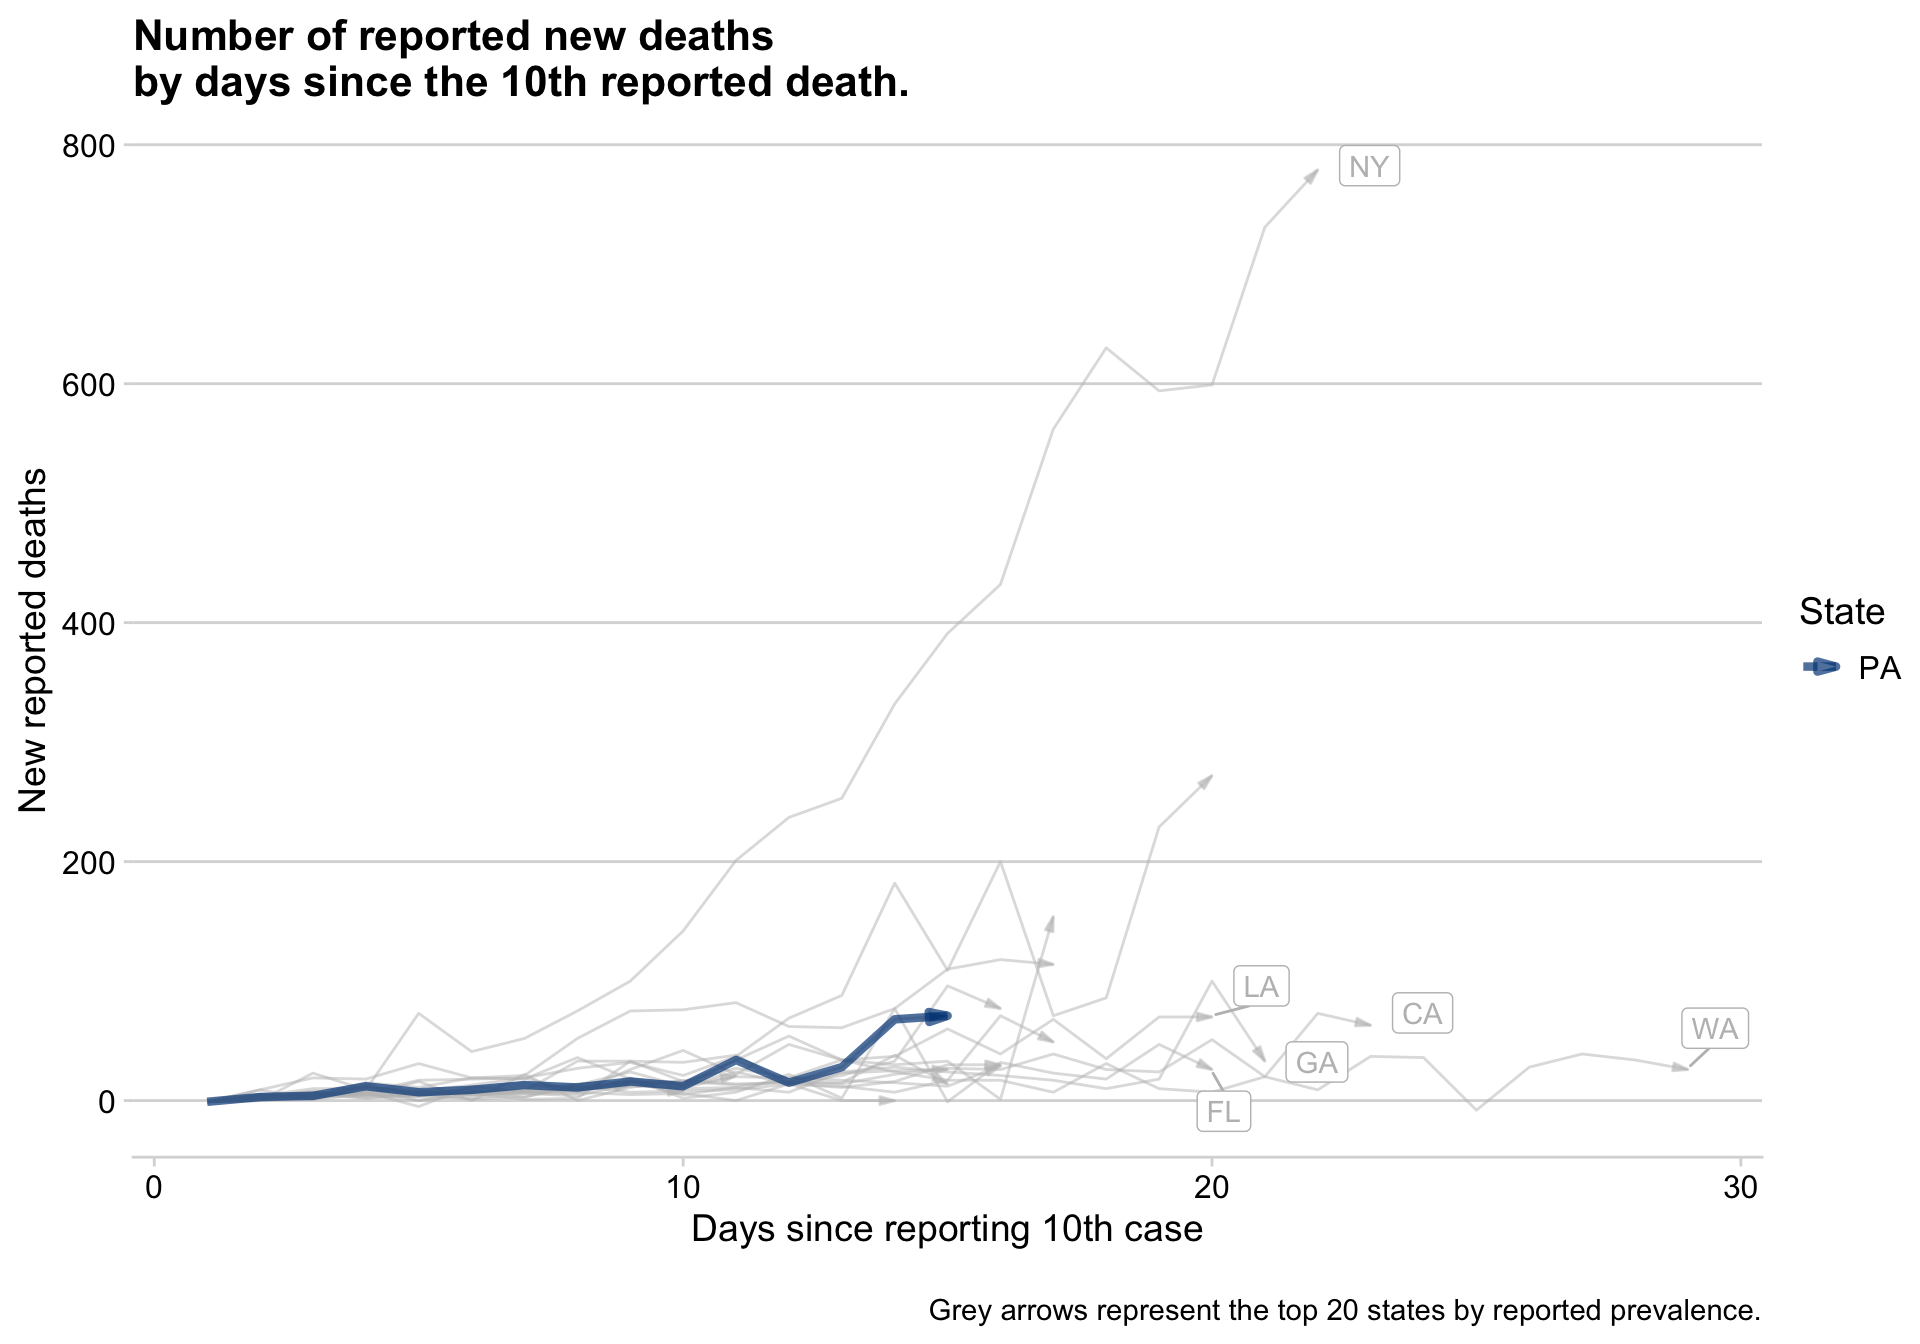 Number of reported new deaths
by days since the 10th reported death.
800
600
400
200
0
New reported deaths
NY
LA
CA
WA
GA
FL
State
PA
0 10 20 30
Days since reporting 10th case
Grey arrows represent the top 20 states by reported prevalence.